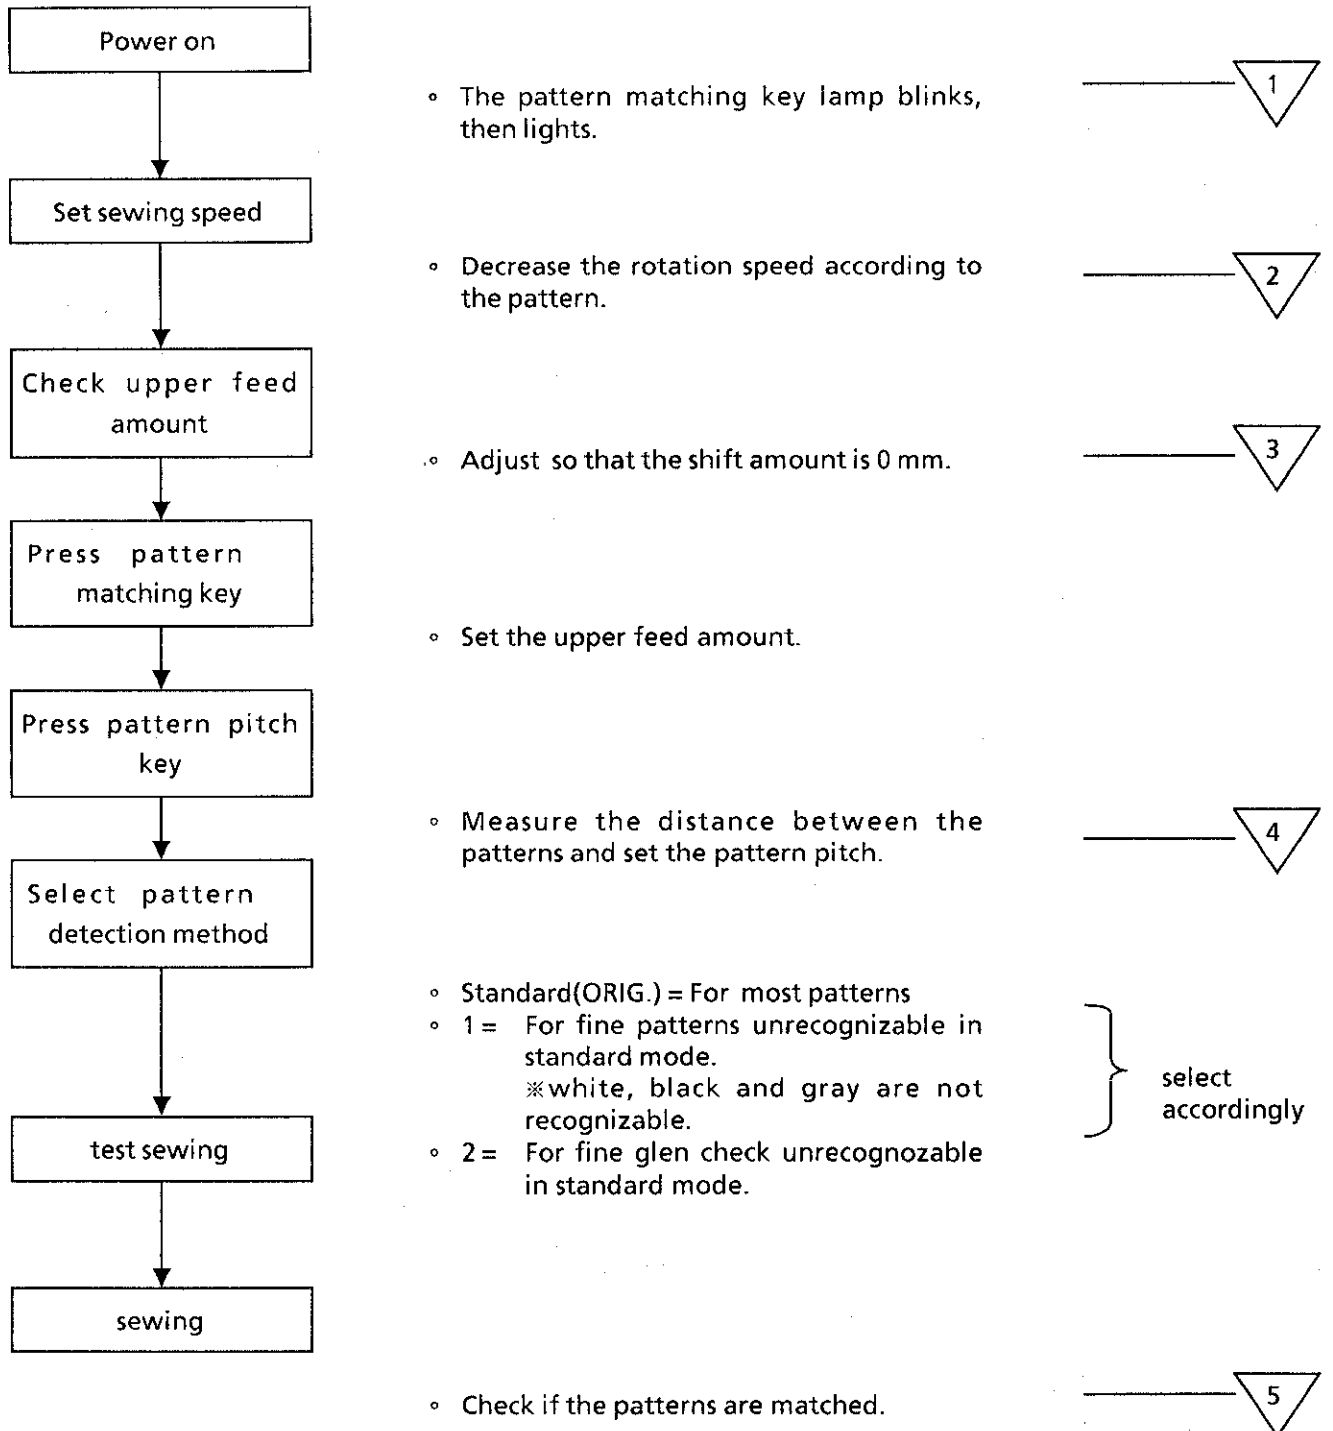 Power on
The pattern matching key lamp blinks,
then lights.
1
Set sewing speed
Decrease the rotation speed according to
the pattern.
2
Check upper feed
amount
Adjust so that the shift amount is 0 mm.
3
Press pattern
matching key
Set the upper feed amount.
Press pattern pitch
key
Measure the distance between the
patterns and set the pattern pitch.
4
Select pattern
detection method
Standard(ORIG.) = For most patterns
1 = For fine patterns unrecognizable in
standard mode.
※white, black and gray are not
recognizable.
2 = For fine glen check unrecognozable
in standard mode.
select
accordingly
test sewing
sewing
Check if the patterns are matched.
5